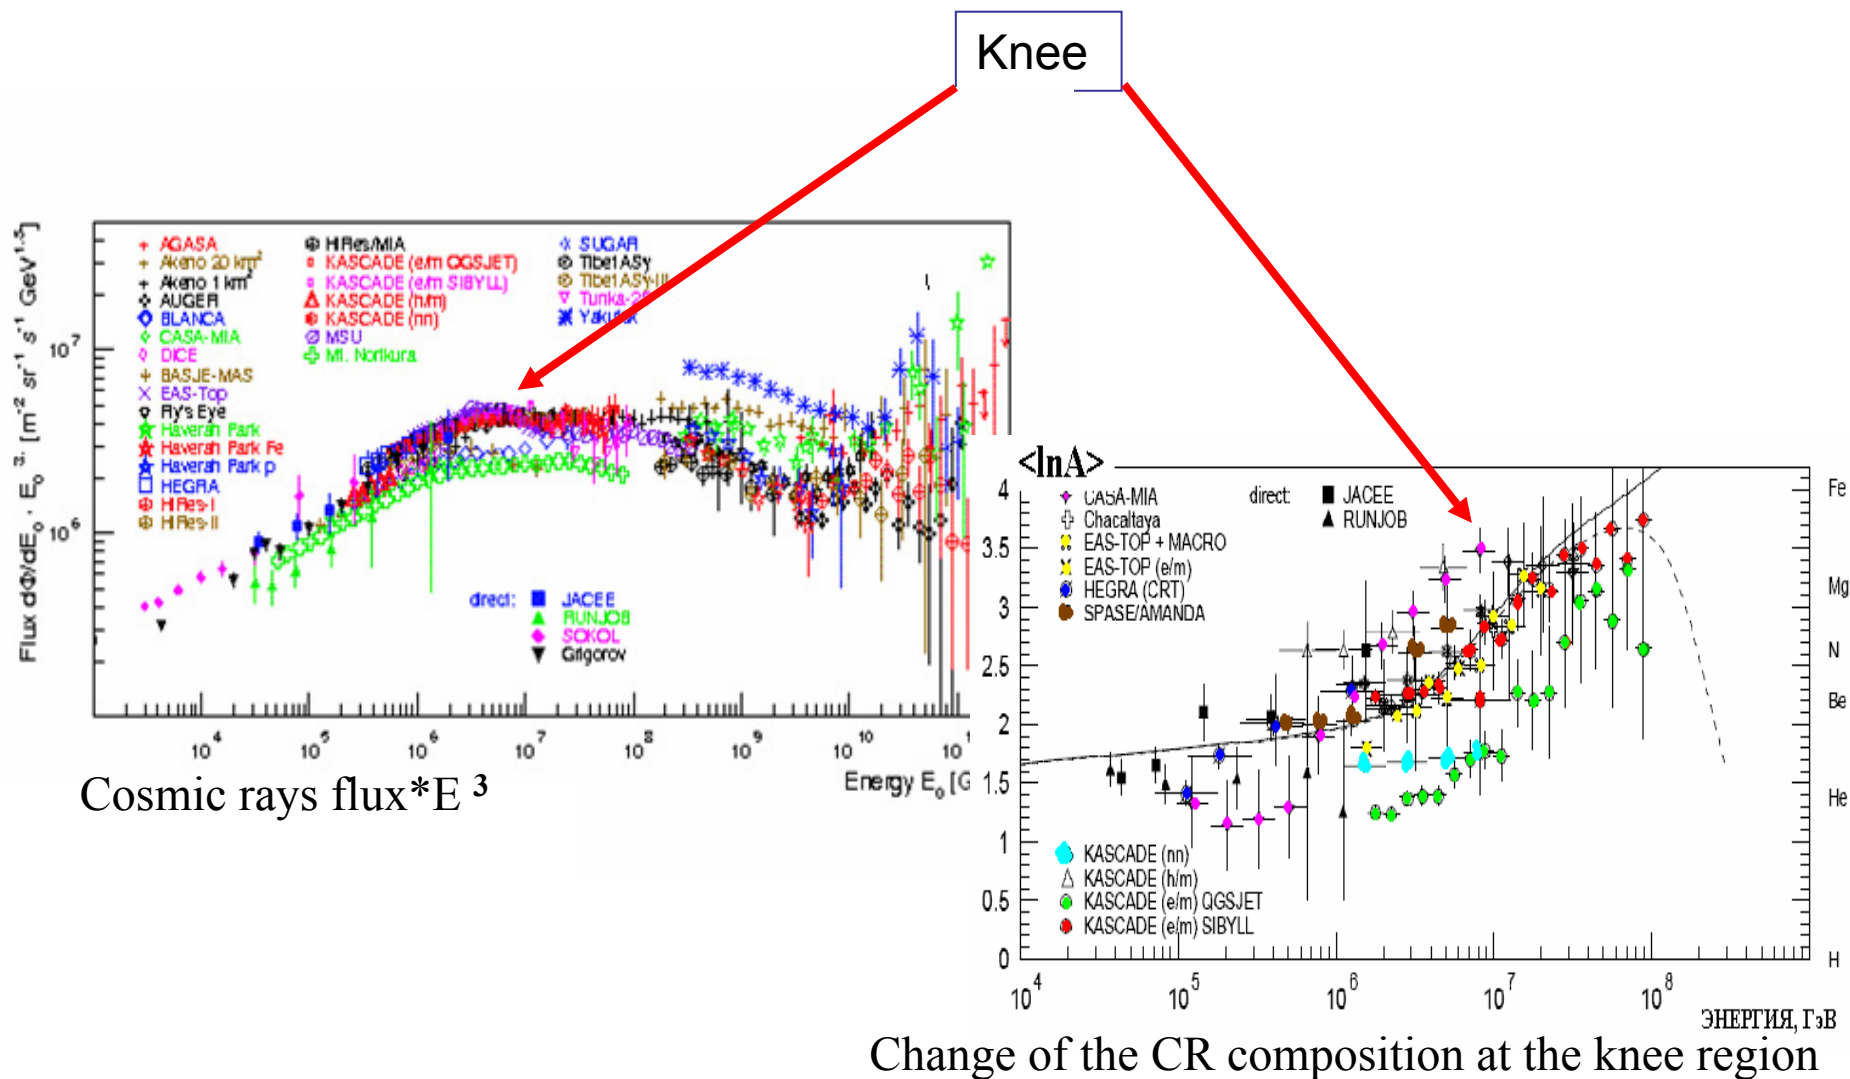 Knee
AGASA
Akeno 20 km²
Akeno 1 km²
AUGER
BLANCA
CASA-MIA
DICE
BASJE-MAS
EAS-Top
Fly's Eye
Haverah Park
Haverah Park Fe
Haverah Park p
HEGRA
HiRes-I
HiRes-II
HiRes/MIA
KASCADE (e/m QGSJET)
KASCADE (e/m SIBYLL)
KASCADE (h/m)
KASCADE (nn)
MSU
Mt. Norikura
SUGAR
Tibet ASγ
Tibet ASγ-III
Tunka-25
Yakutsk
direct:
JACEE
RUNJOB
SOKOL
Grigorov
Flux dΦ/dE₀ · E₀³· [m⁻² sr⁻¹ s⁻¹ GeV¹·⁵]
10⁷
10⁶
10⁴ 10⁵ 10⁶ 10⁷ 10⁸ 10⁹ 10¹⁰
Energy E₀ [G
Cosmic rays flux*E ³
<lnA>
CASA-MIA
Chacaltaya
EAS-TOP + MACRO
EAS-TOP (e/m)
HEGRA (CRT)
SPASE/AMANDA
direct: JACEE
RUNJOB
KASCADE (nn)
KASCADE (h/m)
KASCADE (e/m) QGSJET
KASCADE (e/m) SIBYLL
4
3.5
3
2.5
2
1.5
1
0.5
0
Fe
Mg
N
Be
He
H
10⁴ 10⁵ 10⁶ 10⁷ 10⁸
ЭНЕРГИЯ, ГэВ
Change of the CR composition at the knee region